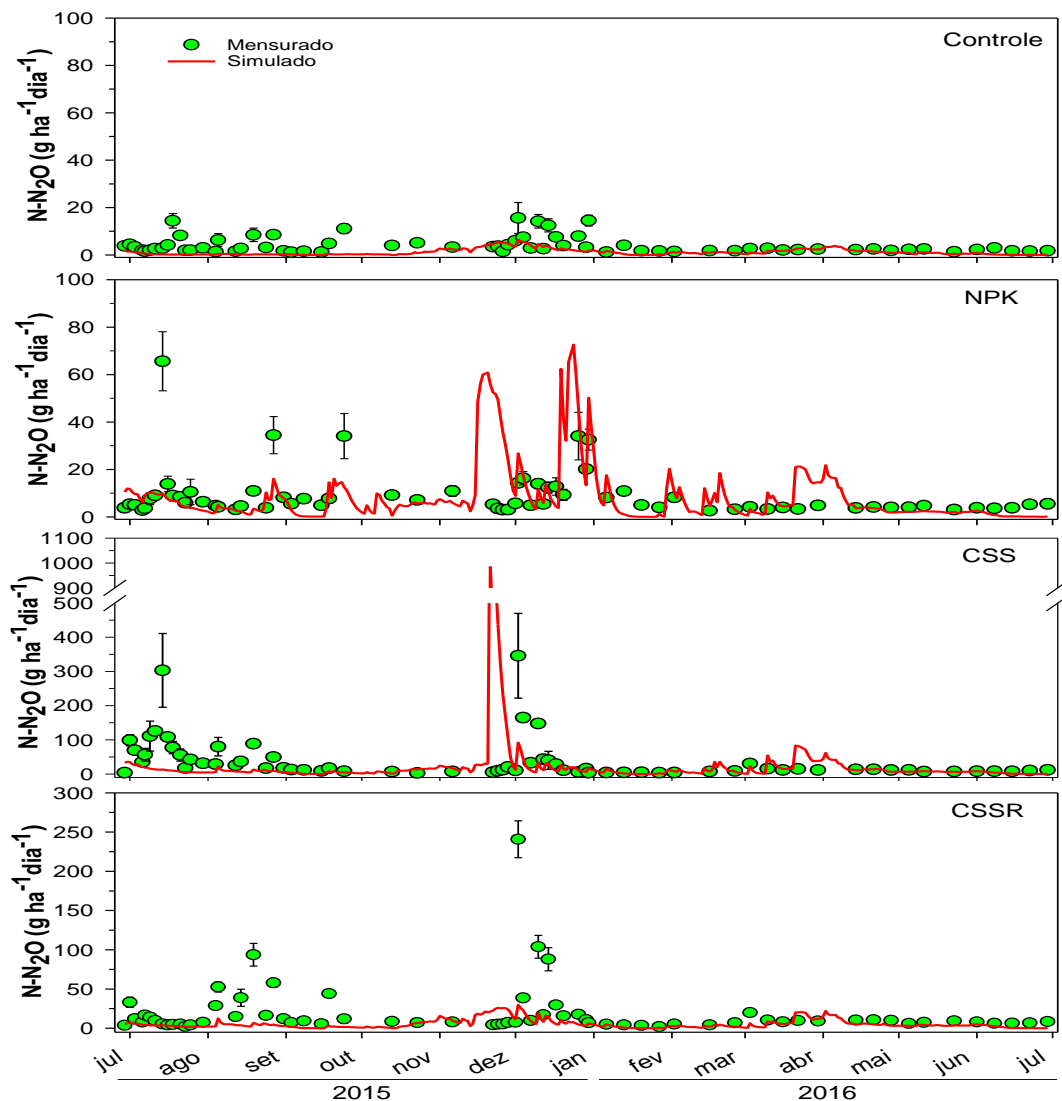 100
80
60
40
20
0
N-N₂O (g ha⁻¹dia⁻¹)
Mensurado
Simulado
Controle
100
80
60
40
20
0
N-N₂O (g ha⁻¹dia⁻¹)
NPK
1100
1000
900
500
400
300
200
100
0
N-N₂O (g ha⁻¹dia⁻¹)
CSS
300
250
200
150
100
50
0
N-N₂O (g ha⁻¹dia⁻¹)
CSSR
jul ago set out nov dez jan fev mar abr mai jun jul
2015 2016